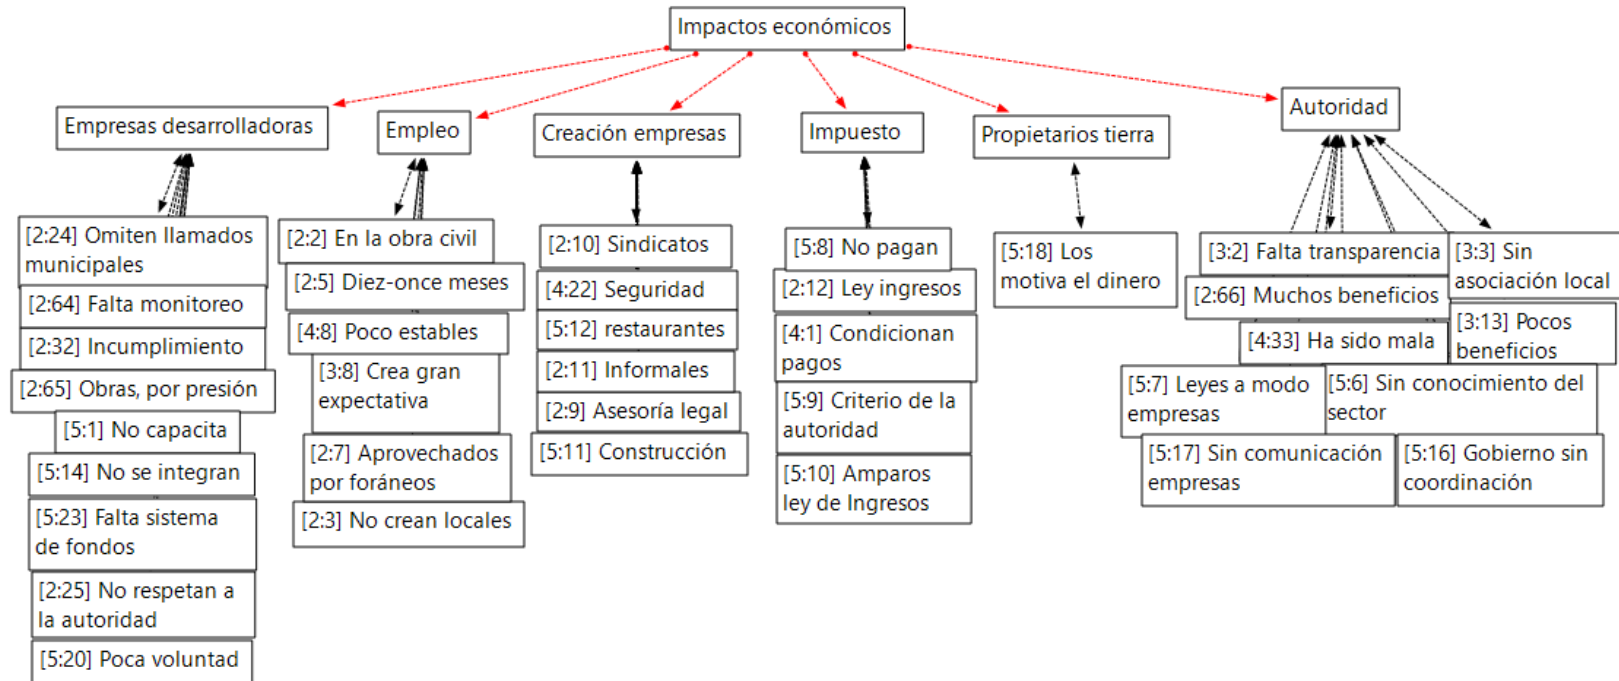 Impactos económicos
Empresas desarrolladoras
Empleo
Creación empresas
Impuesto
Propietarios tierra
Autoridad
[2:24] Omiten llamados
municipales
[2:64] Falta monitoreo
[2:32] Incumplimiento
[2:65] Obras, por presión
[5:1] No capacita
[5:14] No se integran
[5:23] Falta sistema
de fondos
[2:25] No respetan a
la autoridad
[5:20] Poca voluntad
[2:2] En la obra civil
[2:5] Diez-once meses
[4:8] Poco estables
[3:8] Crea gran
expectativa
[2:7] Aprovechados
por foráneos
[2:3] No crean locales
[2:10] Sindicatos
[4:22] Seguridad
[5:12] restaurantes
[2:11] Informales
[2:9] Asesoría legal
[5:11] Construcción
[5:8] No pagan
[2:12] Ley ingresos
[4:1] Condicionan
pagos
[5:9] Criterio de la
autoridad
[5:10] Amparos
ley de Ingresos
[5:18] Los
motiva el dinero
[3:2] Falta transparencia
[2:66] Muchos beneficios
[4:33] Ha sido mala
[3:3] Sin
asociación local
[3:13] Pocos
beneficios
[5:7] Leyes a modo
empresas
[5:6] Sin conocimiento del
sector
[5:17] Sin comunicación
empresas
[5:16] Gobierno sin
coordinación